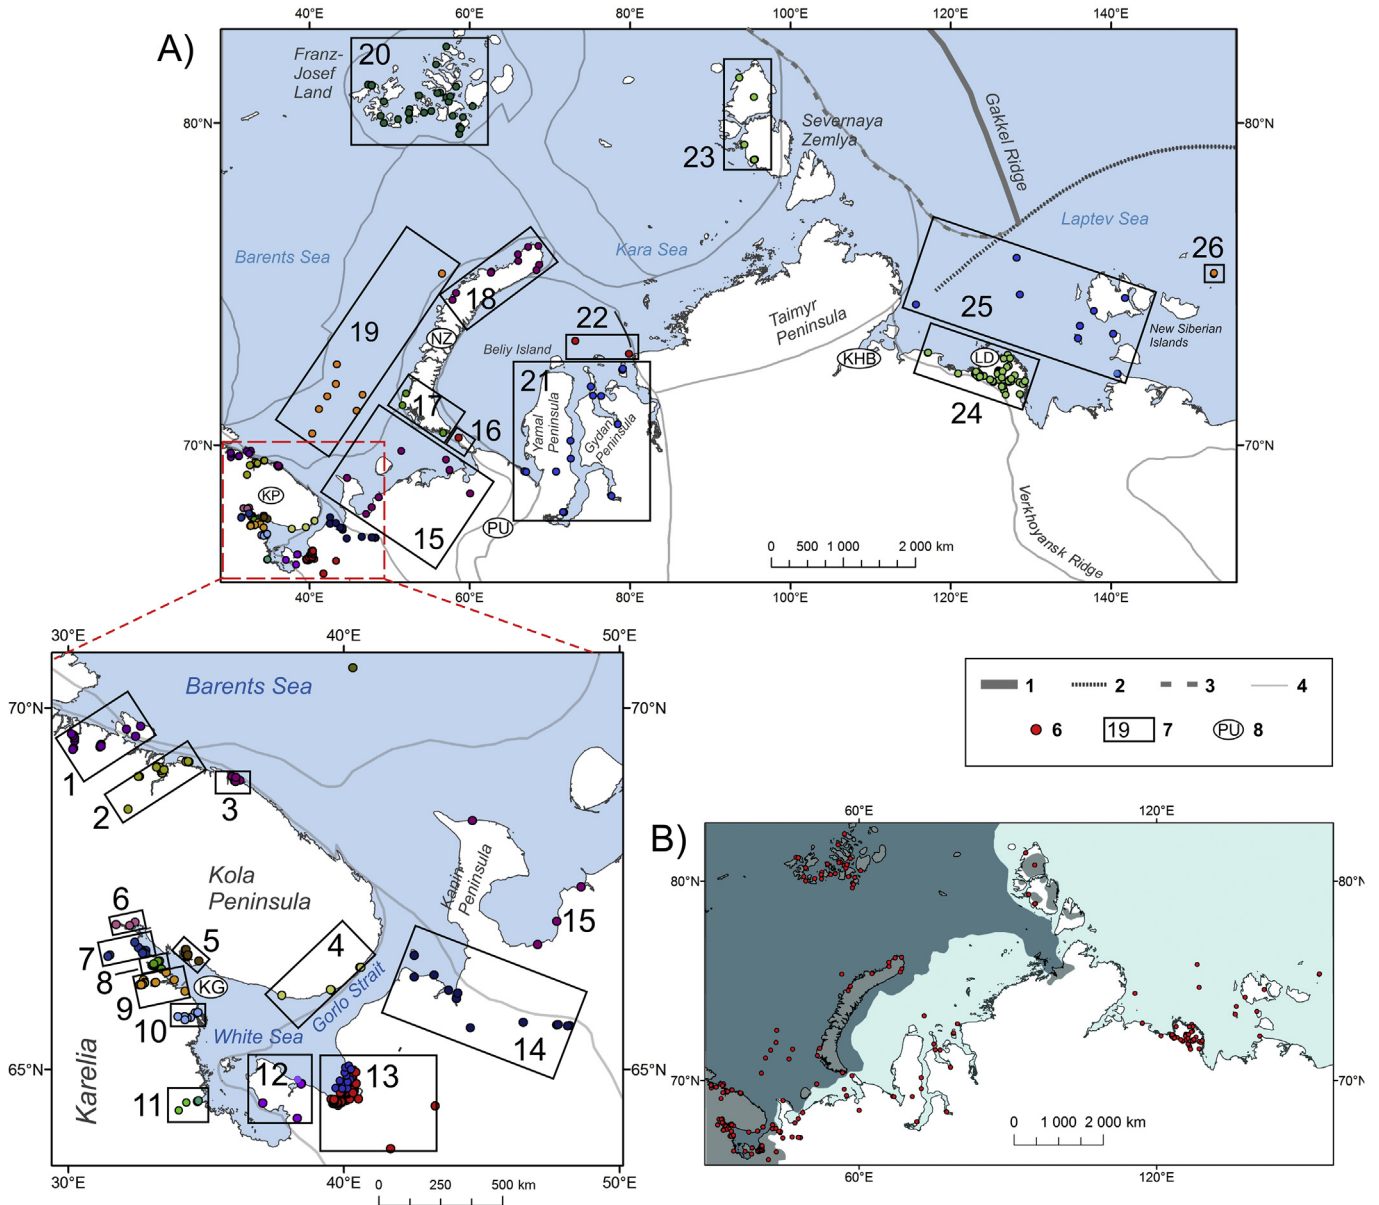 A)
40°E 60°E 80°E 100°E 120°E 140°E
80°N 80°N
70°N 70°N
Franz-
Josef
Land
20
23
Severnaya
Zemlya
Gakkel Ridge
Laptev Sea
26
Barents Sea
Kara Sea
19
18
NZ
22
Beliy Island
Taimyr
Peninsula
KHB
25
LD
New Siberian
Islands
24
17
16
21
Yamal
Peninsula
Gydan
Peninsula
KP
15
PU
Verkhoyansk Ridge
0 500 1 000 2 000 km
40°E 60°E 80°E 100°E 120°E 140°E
30°E 40°E 50°E
70°N 70°N
65°N 65°N
Barents Sea
1
2
3
Kola
Peninsula
Kanin
Peninsula
15
6
5
7
8
9
KG
10
4
Gorlo Strait
White Sea
14
Karelia
12
13
11
30°E 40°E 50°E
0 250 500 km
1 2 3 4
6 19 7 PU 8
B)
60°E 120°E
80°N 80°N
70°N 70°N
0 1 000 2 000 km
60°E 120°E